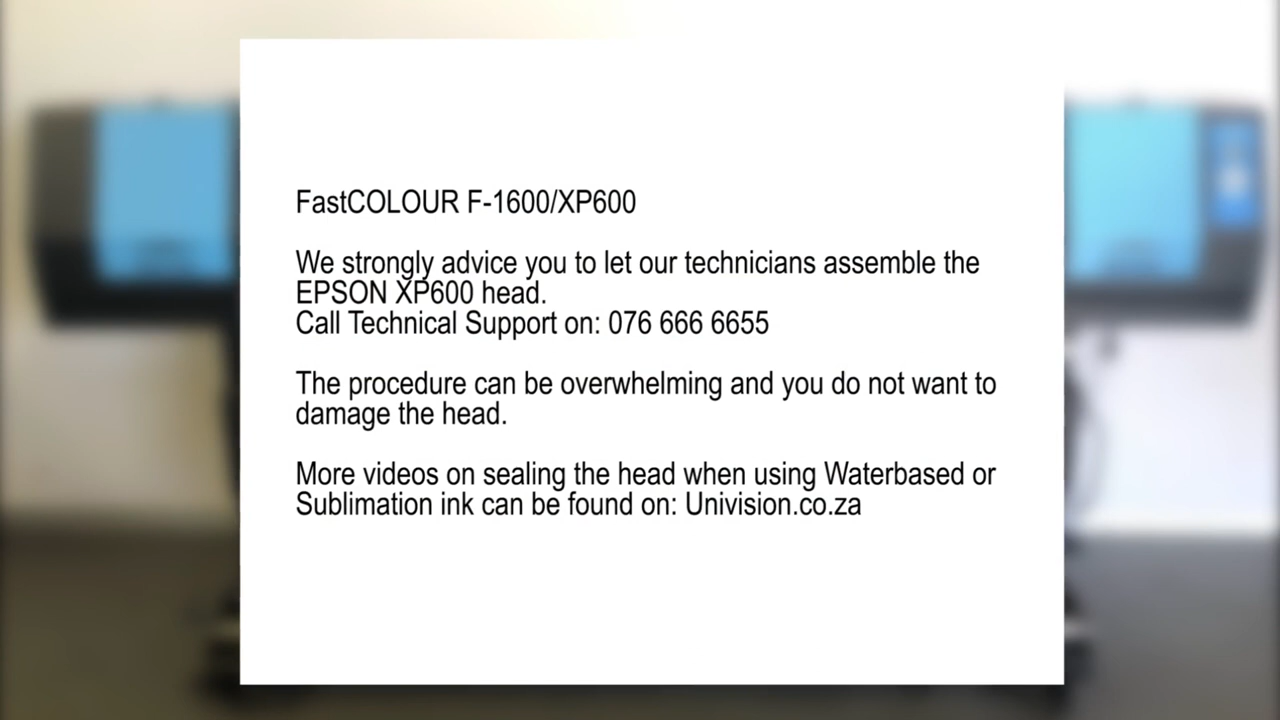 FastCOLOUR F-1600/XP600
We strongly advice you to let our technicians assemble the
EPSON XP600 head.
Call Technical Support on: 076 666 6655
The procedure can be overwhelming and you do not want to
damage the head.
More videos on sealing the head when using Waterbased or
Sublimation ink can be found on: Univision.co.za